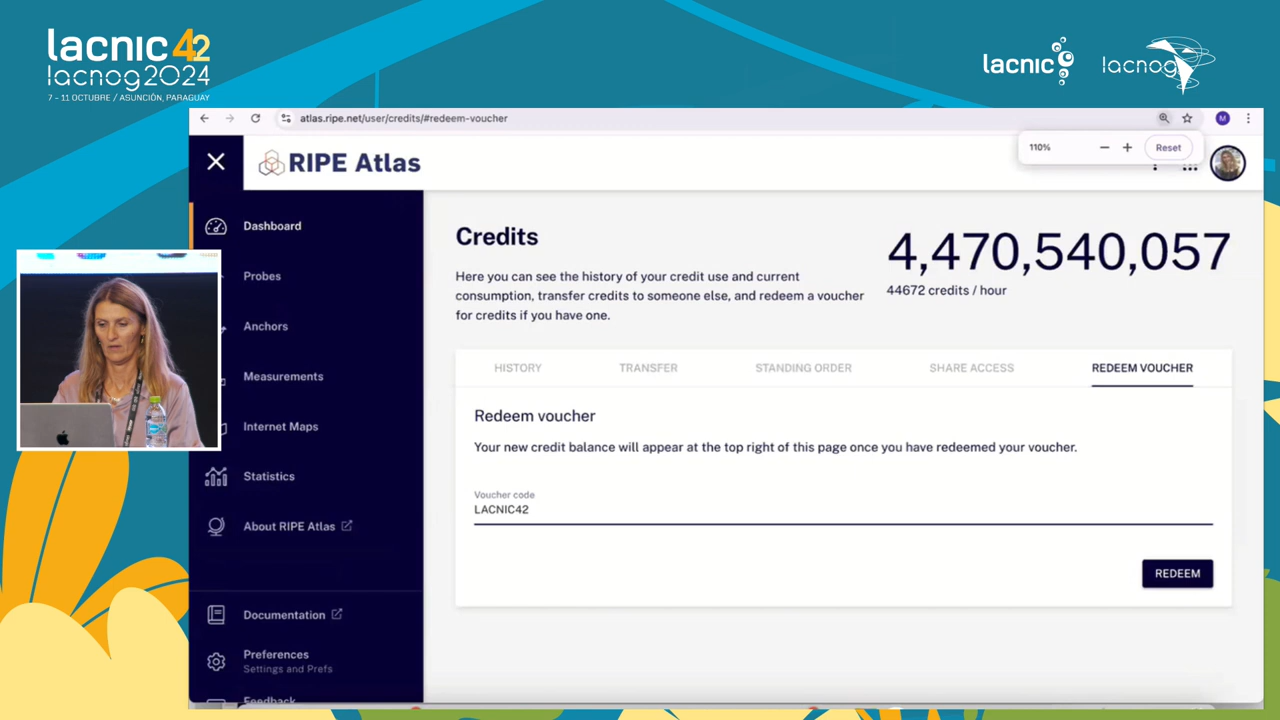 lacnic 42
lacnog 2024
7 - 11 OCTUBRE / ASUNCIÓN, PARAGUAY
lacnic
lacnog
atlas.ripe.net/user/credits/#redeem-voucher
M
110%
Reset
RIPE Atlas
Dashboard
Probes
Anchors
Measurements
Internet Maps
Statistics
About RIPE Atlas
Documentation
Preferences
Settings and Prefs
Feedback
Credits
4,470,540,057
44672 credits / hour
Here you can see the history of your credit use and current
consumption, transfer credits to someone else, and redeem a voucher
for credits if you have one.
HISTORY
TRANSFER
STANDING ORDER
SHARE ACCESS
REDEEM VOUCHER
Redeem voucher
Your new credit balance will appear at the top right of this page once you have redeemed your voucher.
Voucher code
LACNIC42
REDEEM